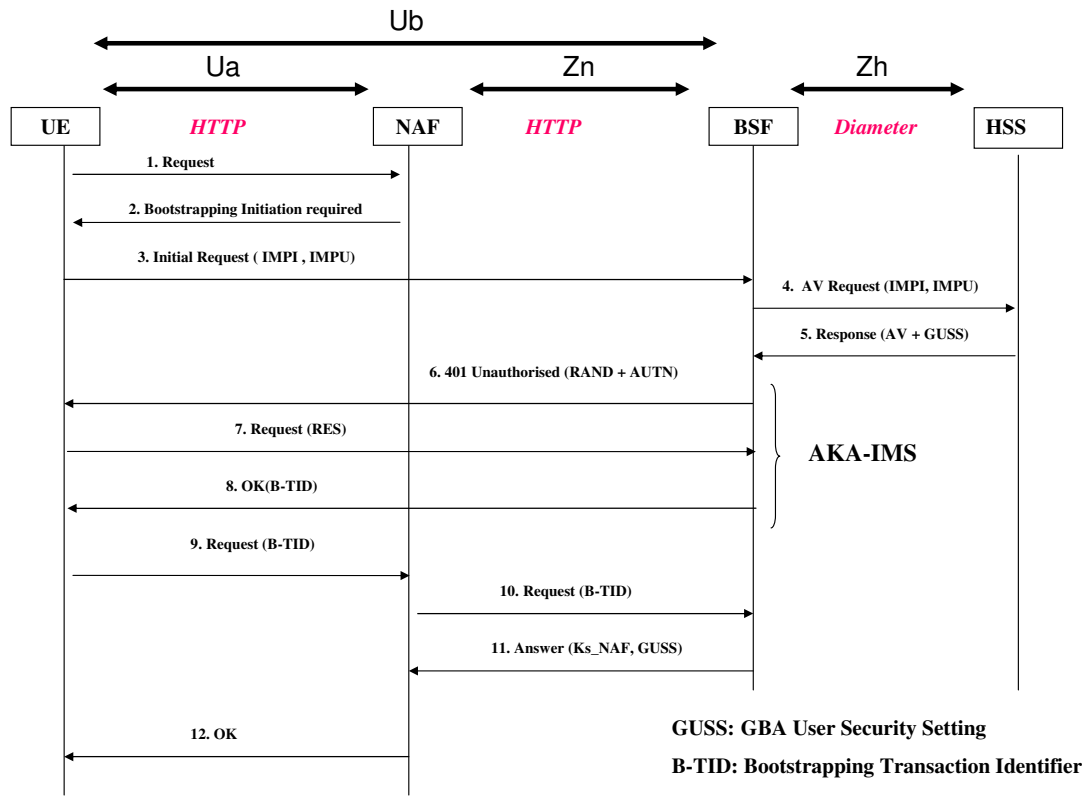 Ub
Ua
Zn
Zh
UE
HTTP
NAF
HTTP
BSF
Diameter
HSS
1. Request
2. Bootstrapping Initiation required
3. Initial Request ( IMPI , IMPU)
4. AV Request (IMPI, IMPU)
5. Response (AV + GUSS)
6. 401 Unauthorised (RAND + AUTN)
7. Request (RES)
AKA-IMS
8. OK(B-TID)
9. Request (B-TID)
10. Request (B-TID)
11. Answer (Ks_NAF, GUSS)
12. OK
GUSS: GBA User Security Setting
B-TID: Bootstrapping Transaction Identifier